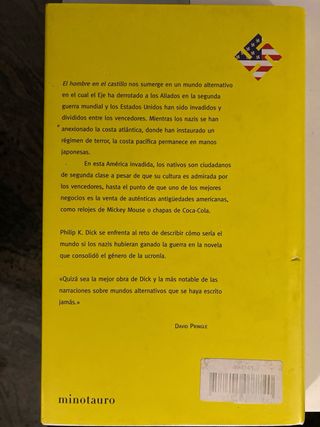 El hombre en el castillo nos sumerge en un mundo alternativo
en el cual el Eje ha derrotado a los Aliados en la segunda
guerra mundial y los Estados Unidos han sido invadidos y
divididos entre los vencedores. Mientras los nazis se han
anexionado la costa atlántica, donde han instaurado un
régimen de terror, la costa pacífica permanece en manos
japonesas.
En esta América invadida, los nativos son ciudadanos
de segunda clase a pesar de que su cultura es admirada por
los vencedores, hasta el punto de que uno de los mejores
negocios es la venta de auténticas antigüedades americanas,
como relojes de Mickey Mouse o chapas de Coca-Cola.
Philip K. Dick se enfrenta al reto de describir cómo sería el
mundo si los nazis hubieran ganado la guerra en la novela
que consolidó el género de la ucronía.
«Quizá sea la mejor obra de Dick y la más notable de las
narraciones sobre mundos alternativos que se haya escrito
jamás.»
David Pringle
minotauro